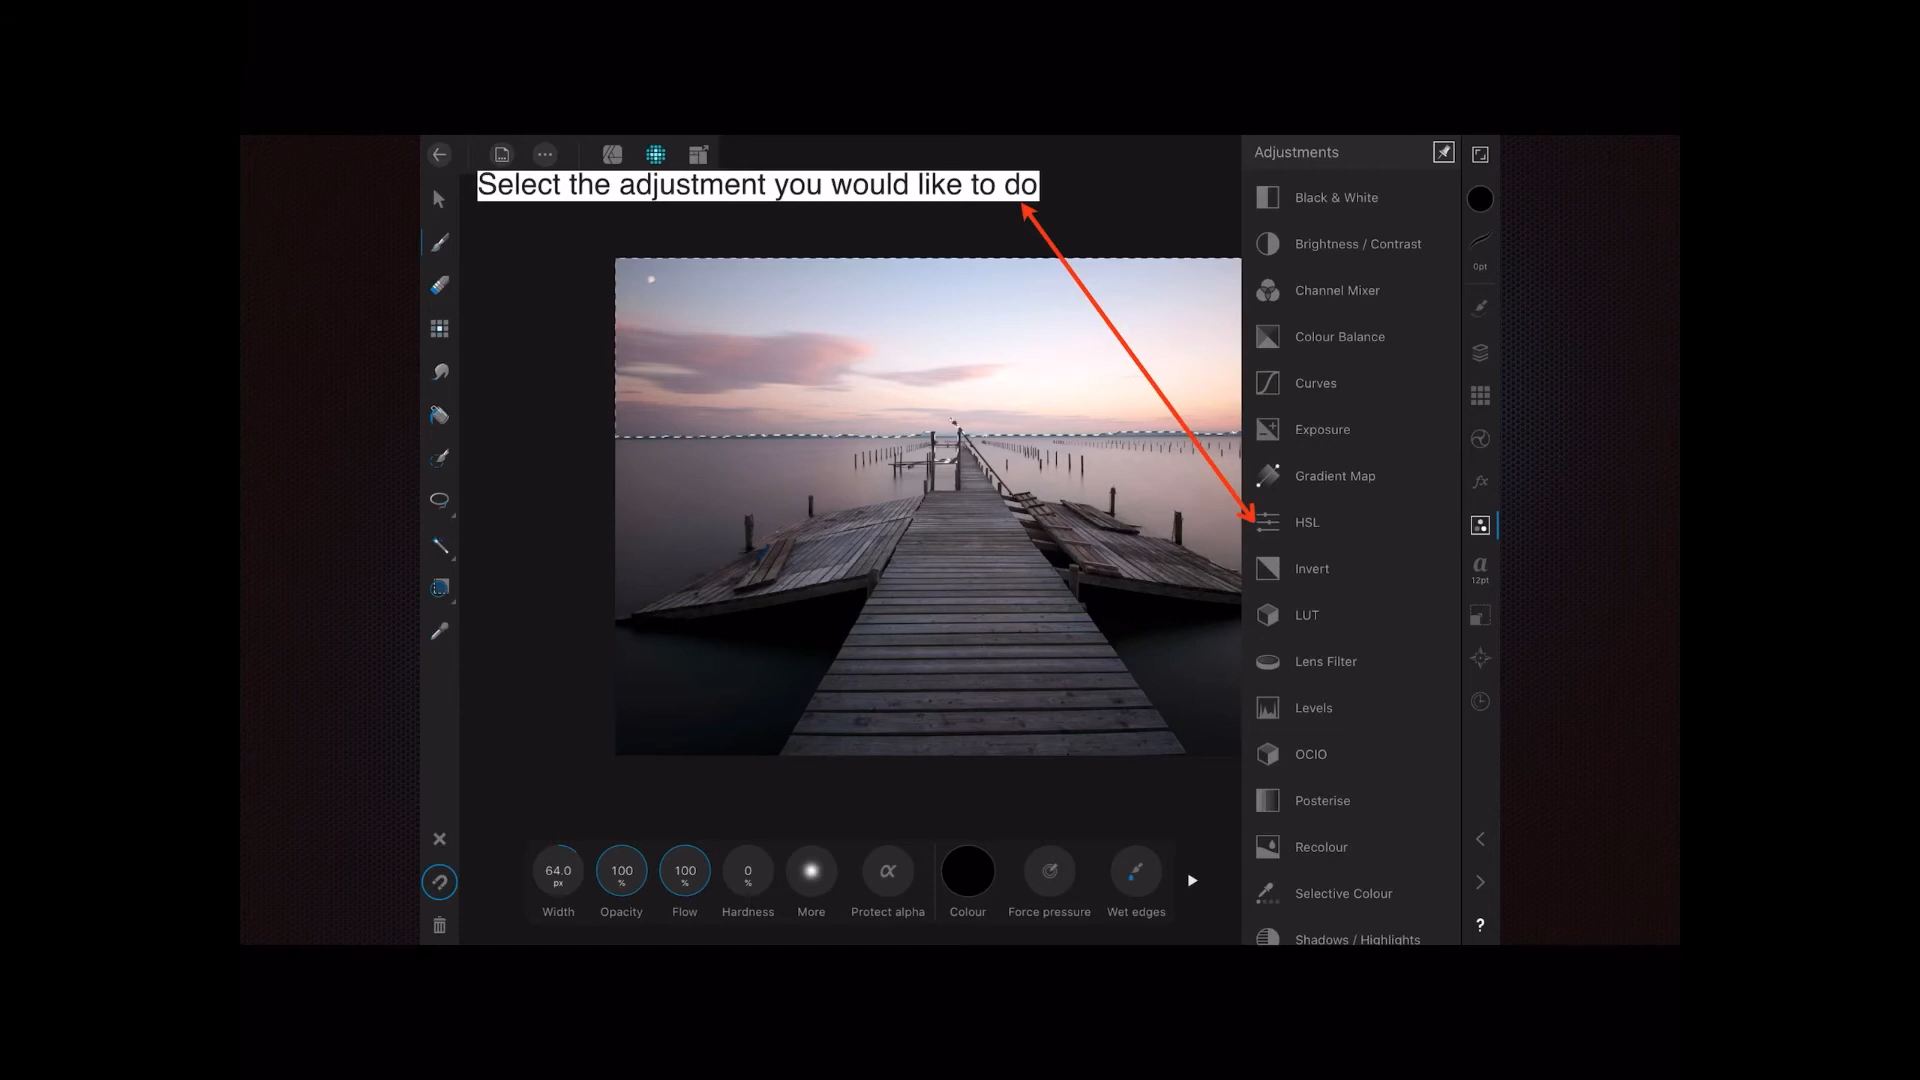 Adjustments
Select the adjustment you would like to do
Black & White
Brightness / Contrast
0pt
Channel Mixer
Colour Balance
Curves
Exposure
Gradient Map
fx
HSL
Invert
a
12pt
LUT
Lens Filter
Levels
OCIO
Posterise
Recolour
Selective Colour
Shadows / Highlights
?
64.0 px
100 %
100 %
0 %
α
Width Opacity Flow Hardness More Protect alpha Colour Force pressure Wet edges